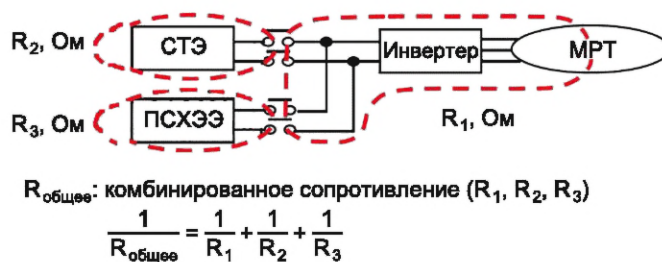 R₂, Ом
СТЭ
Инвертер
МРТ
R₃, Ом
ПСХЭЭ
R₁, Ом
Rобщее: комбинированное сопротивление (R₁, R₂, R₃)
1/Rобщее = 1/R₁ + 1/R₂ + 1/R₃